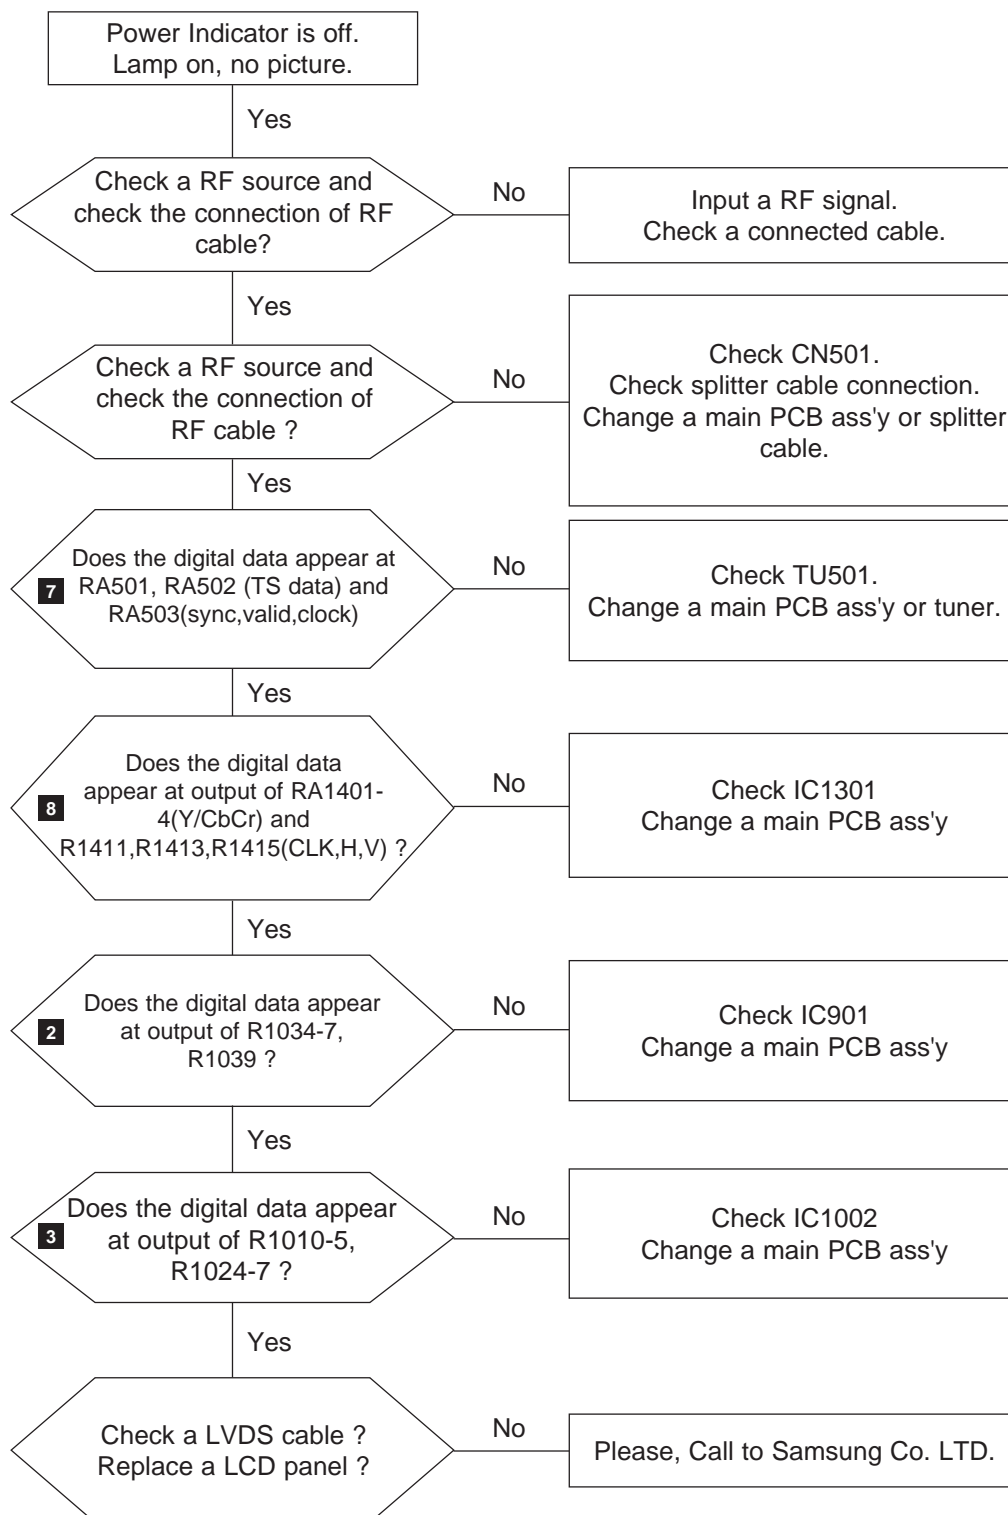 Power Indicator is off.
Lamp on, no picture.
Yes
Check a RF source and
check the connection of RF
cable?
No
Input a RF signal.
Check a connected cable.
Yes
Check a RF source and
check the connection of
RF cable ?
No
Check CN501.
Check splitter cable connection.
Change a main PCB ass'y or splitter
cable.
Yes
7
Does the digital data appear at
RA501, RA502 (TS data) and
RA503(sync,valid,clock)
No
Check TU501.
Change a main PCB ass'y or tuner.
Yes
8
Does the digital data
appear at output of RA1401-
4(Y/CbCr) and
R1411,R1413,R1415(CLK,H,V) ?
No
Check IC1301
Change a main PCB ass'y
Yes
2
Does the digital data appear
at output of R1034-7,
R1039 ?
No
Check IC901
Change a main PCB ass'y
Yes
3
Does the digital data appear
at output of R1010-5,
R1024-7 ?
No
Check IC1002
Change a main PCB ass'y
Yes
Check a LVDS cable ?
Replace a LCD panel ?
No
Please, Call to Samsung Co. LTD.